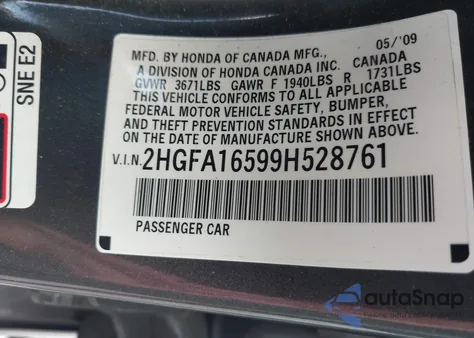 SNE E2
MFD. BY HONDA OF CANADA MFG., 05/'09
A DIVISION OF HONDA CANADA INC. CANADA
GVWR 3671LBS GAWR F 1940LBS R 1731LBS
THIS VEHICLE CONFORMS TO ALL APPLICABLE
FEDERAL MOTOR VEHICLE SAFETY, BUMPER,
AND THEFT PREVENTION STANDARDS IN EFFECT
ON THE DATE OF MANUFACTURE SHOWN ABOVE.
V.I.N. 2HGFA16599H528761
PASSENGER CAR
autoSnap